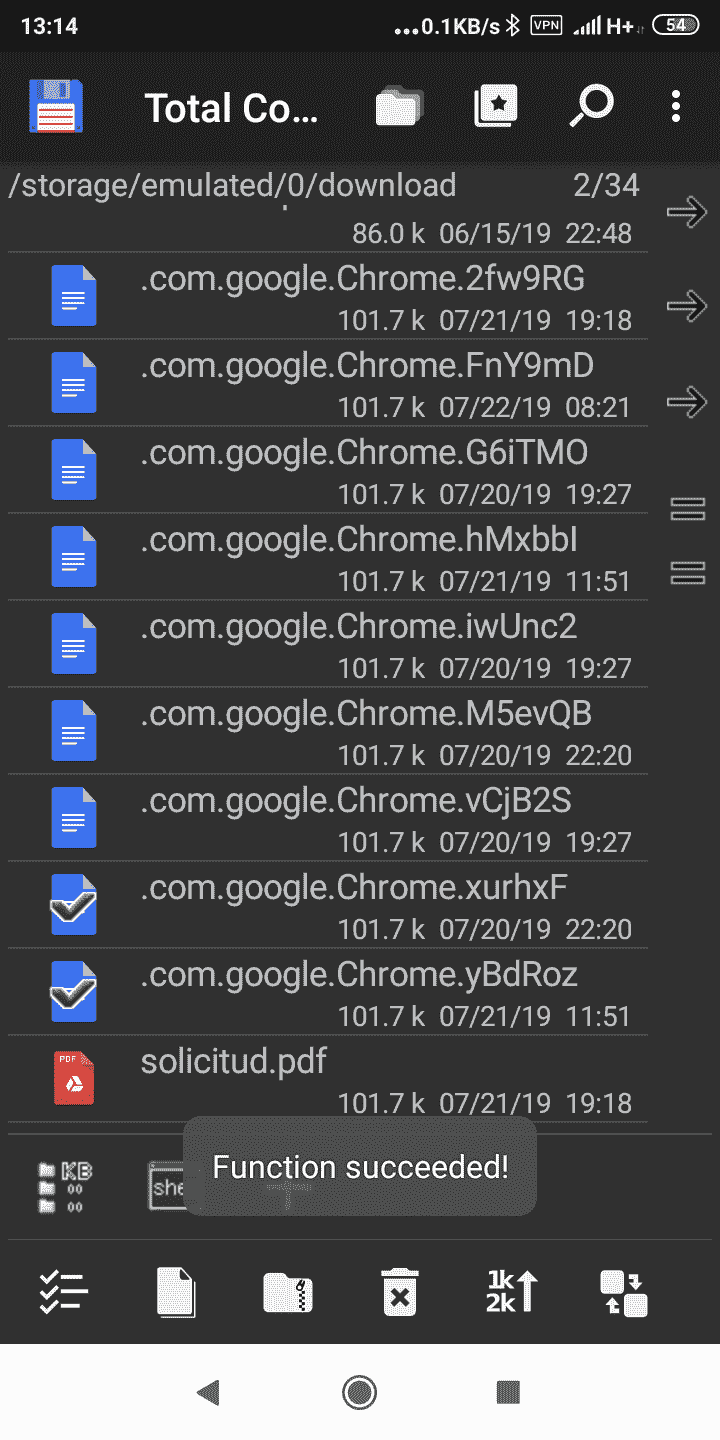 13:14 ...0.1KB/s VPN H+ 54
Total Co...
/storage/emulated/0/download 2/34
86.0 k 06/15/19 22:48
.com.google.Chrome.2fw9RG
101.7 k 07/21/19 19:18
.com.google.Chrome.FnY9mD
101.7 k 07/22/19 08:21
.com.google.Chrome.G6iTMO
101.7 k 07/20/19 19:27
.com.google.Chrome.hMxbbI
101.7 k 07/21/19 11:51
.com.google.Chrome.iwUnc2
101.7 k 07/20/19 19:27
.com.google.Chrome.M5evQB
101.7 k 07/20/19 22:20
.com.google.Chrome.vCjB2S
101.7 k 07/20/19 19:27
.com.google.Chrome.xurhxF
101.7 k 07/20/19 22:20
.com.google.Chrome.yBdRoz
101.7 k 07/21/19 11:51
PDF solicitud.pdf
101.7 k 07/21/19 19:18
Function succeeded!
KB
00
00
she
1k
2k